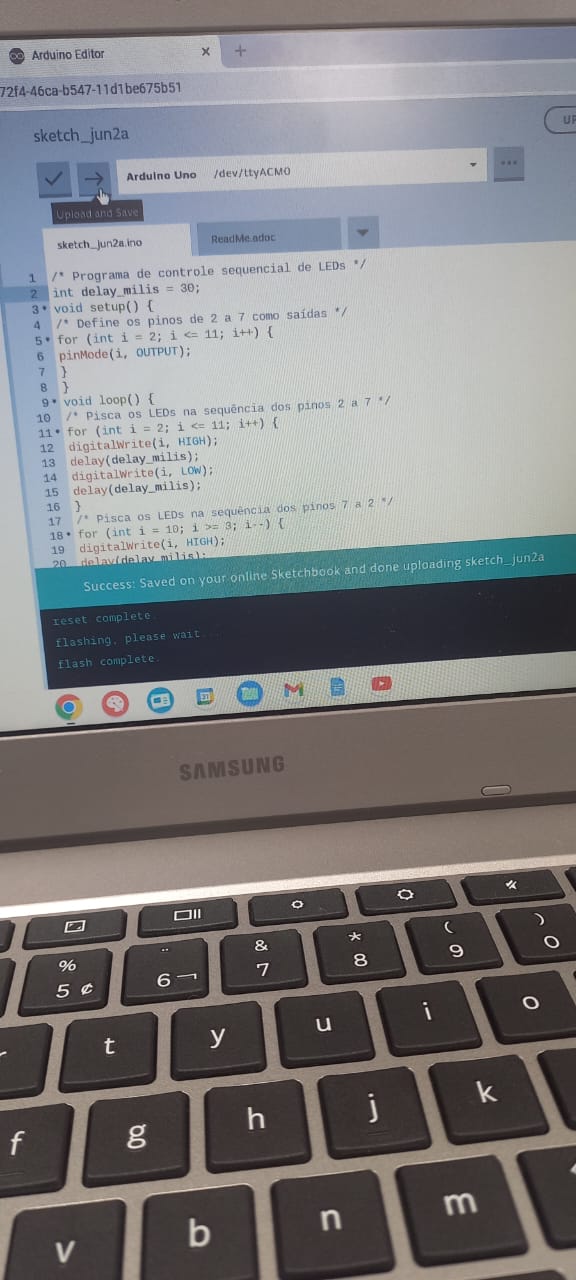 Arduino Editor
72f4-46ca-b547-11d1be675b51
sketch_jun2a
UP
Arduino Uno /dev/ttyACM0
Upload and Save
sketch_jun2a.ino ReadMe.adoc
1 /* Programa de controle sequencial de LEDs */
2 int delay_milis = 30;
3 void setup() {
4 /* Define os pinos de 2 a 7 como saídas */
5 for (int i = 2; i <= 11; i++) {
6 pinMode(i, OUTPUT);
7 }
8 }
9 void loop() {
10 /* Pisca os LEDs na sequência dos pinos 2 a 7 */
11 for (int i = 2; i <= 11; i++) {
12 digitalWrite(i, HIGH);
13 delay(delay_milis);
14 digitalWrite(i, LOW);
15 delay(delay_milis);
16 }
17 /* Pisca os LEDs na sequência dos pinos 7 a 2 */
18 for (int i = 10; i >= 3; i--) {
19 digitalWrite(i, HIGH);
20 delay(delay_milis);
Success: Saved on your online Sketchbook and done uploading sketch_jun2a
reset complete.
flashing, please wait...
flash complete.
31
SAMSUNG
% & * ( )
5 ¢ 6 ¬ 7 8 9 0
t y u i o
f g h j k
v b n m